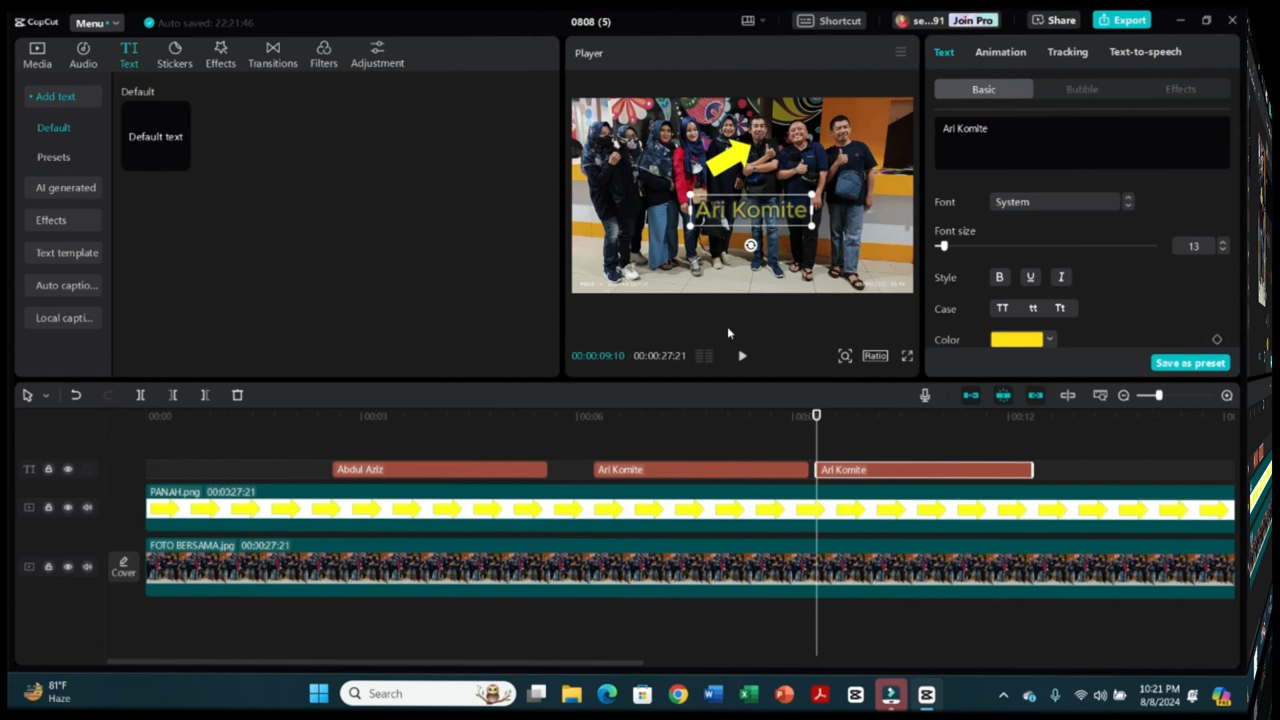 CapCut
Menu
Auto saved: 22:21:46
0808 (5)
Shortcut
se...91
Join Pro
Share
Export
Media
Audio
TI
Text
Stickers
Effects
Transitions
Filters
Adjustment
Add text
Default
Presets
AI generated
Effects
Text template
Auto captio...
Local capti...
Default
Default text
Player
Ari Komite
00:00:09:10
00:00:27:21
Ratio
Text
Animation
Tracking
Text-to-speech
Basic
Bubble
Effects
Ari Komite
Font
System
Font size
13
Style
B
U
I
Case
TT
tt
Tt
Color
Save as preset
00:00
00:03
00:06
00:12
Abdul Aziz
Ari Komite
Ari Komite
PANAH.png 00:00:27:21
FOTO BERSAMA.jpg 00:00:27:21
Cover
81°F
Haze
Search
10:21 PM
8/8/2024